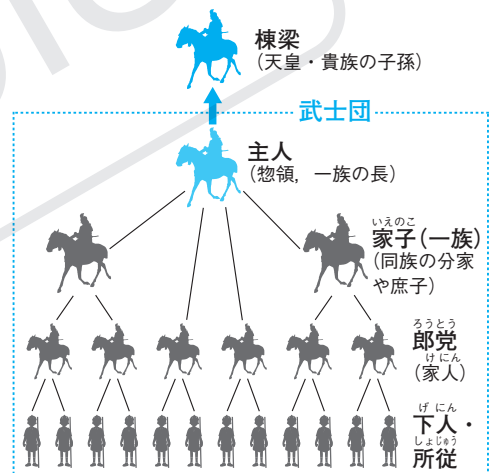 棟梁
(天皇・貴族の子孫)
武士団
主人
(惣領,一族の長)
いえのこ
家子(一族)
(同族の分家
や庶子)
ろうとう
郎党
けにん
(家人)
げにん
下人・
しょじゅう
所従